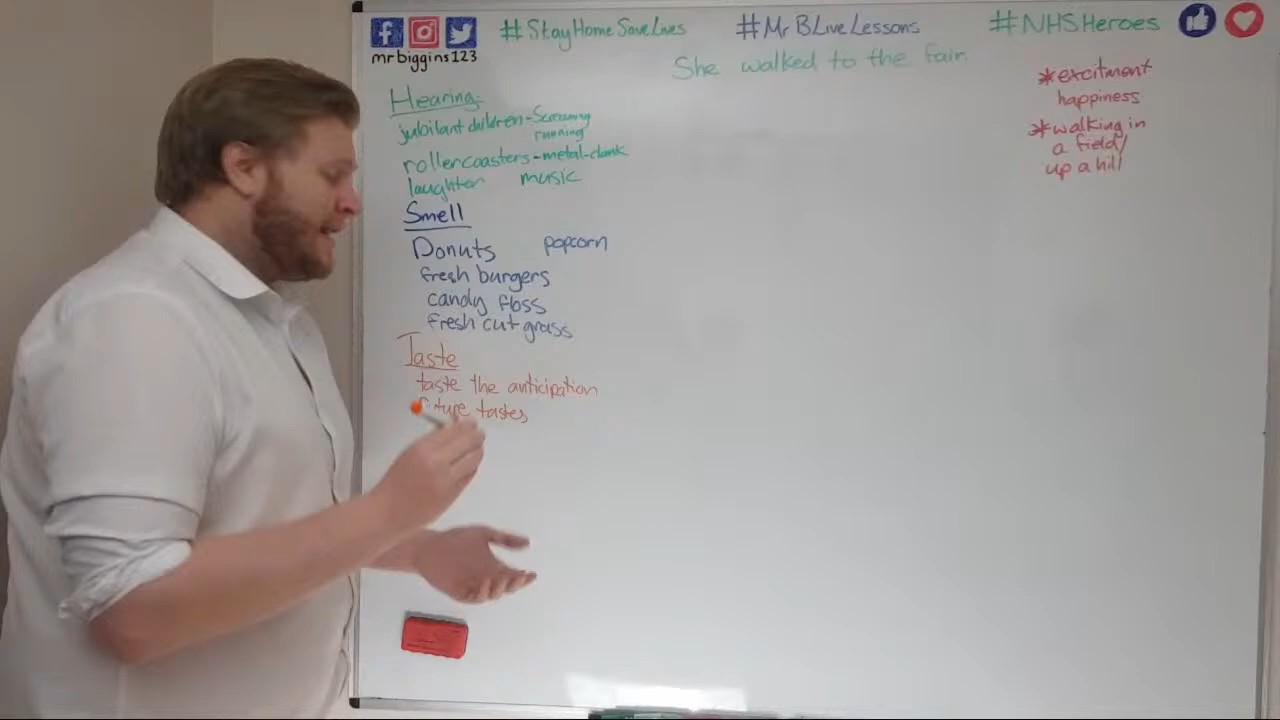 #StayHomeSaveLives #MrBLiveLessons #NHSHeroes
mrbiggins123
She walked to the fair
*excitment
happiness
*walking in
a field/
up a hill
Hearing:
jubilant children-Screaming
running
rollercoasters-metal-clank
laughter music
Smell
Donuts popcorn
fresh burgers
candy floss
fresh cut grass
Taste
taste the anticipation
future tastes